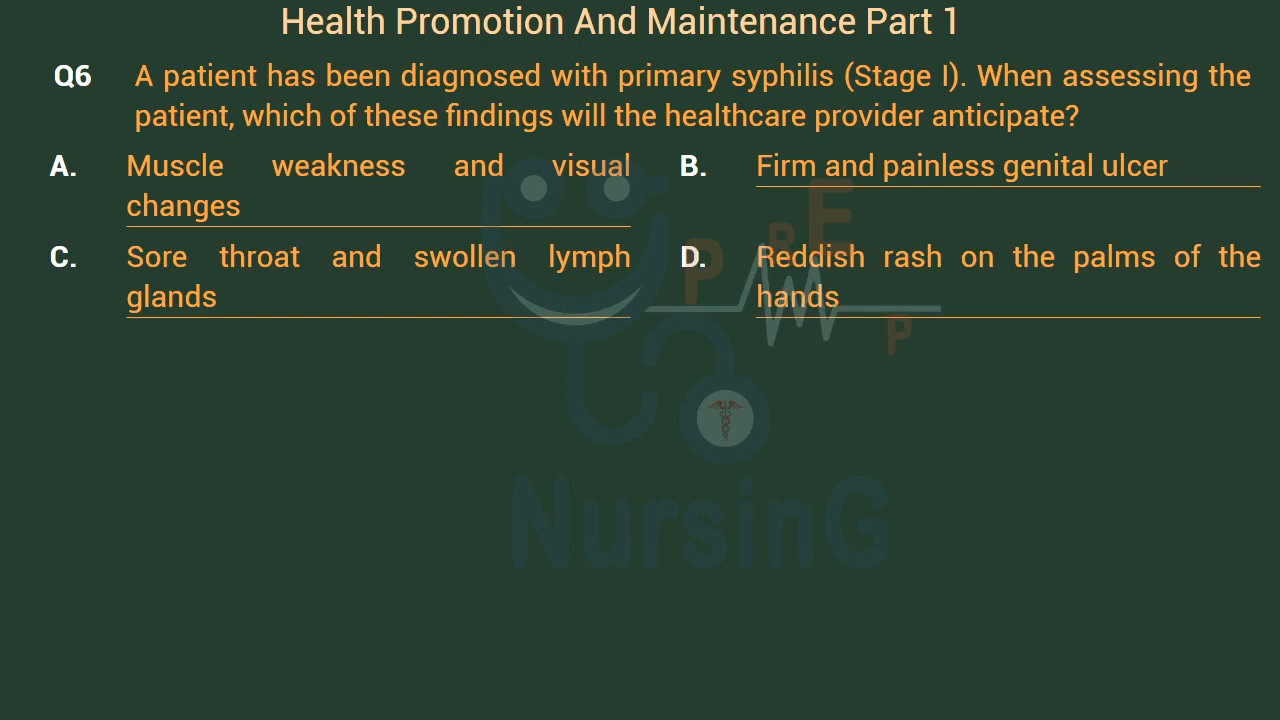 Health Promotion And Maintenance Part 1
Q6 A patient has been diagnosed with primary syphilis (Stage I). When assessing the
patient, which of these findings will the healthcare provider anticipate?
A. Muscle weakness and visual
changes
B. Firm and painless genital ulcer
C. Sore throat and swollen lymph
glands
D. Reddish rash on the palms of the
hands
PREP
NursinG